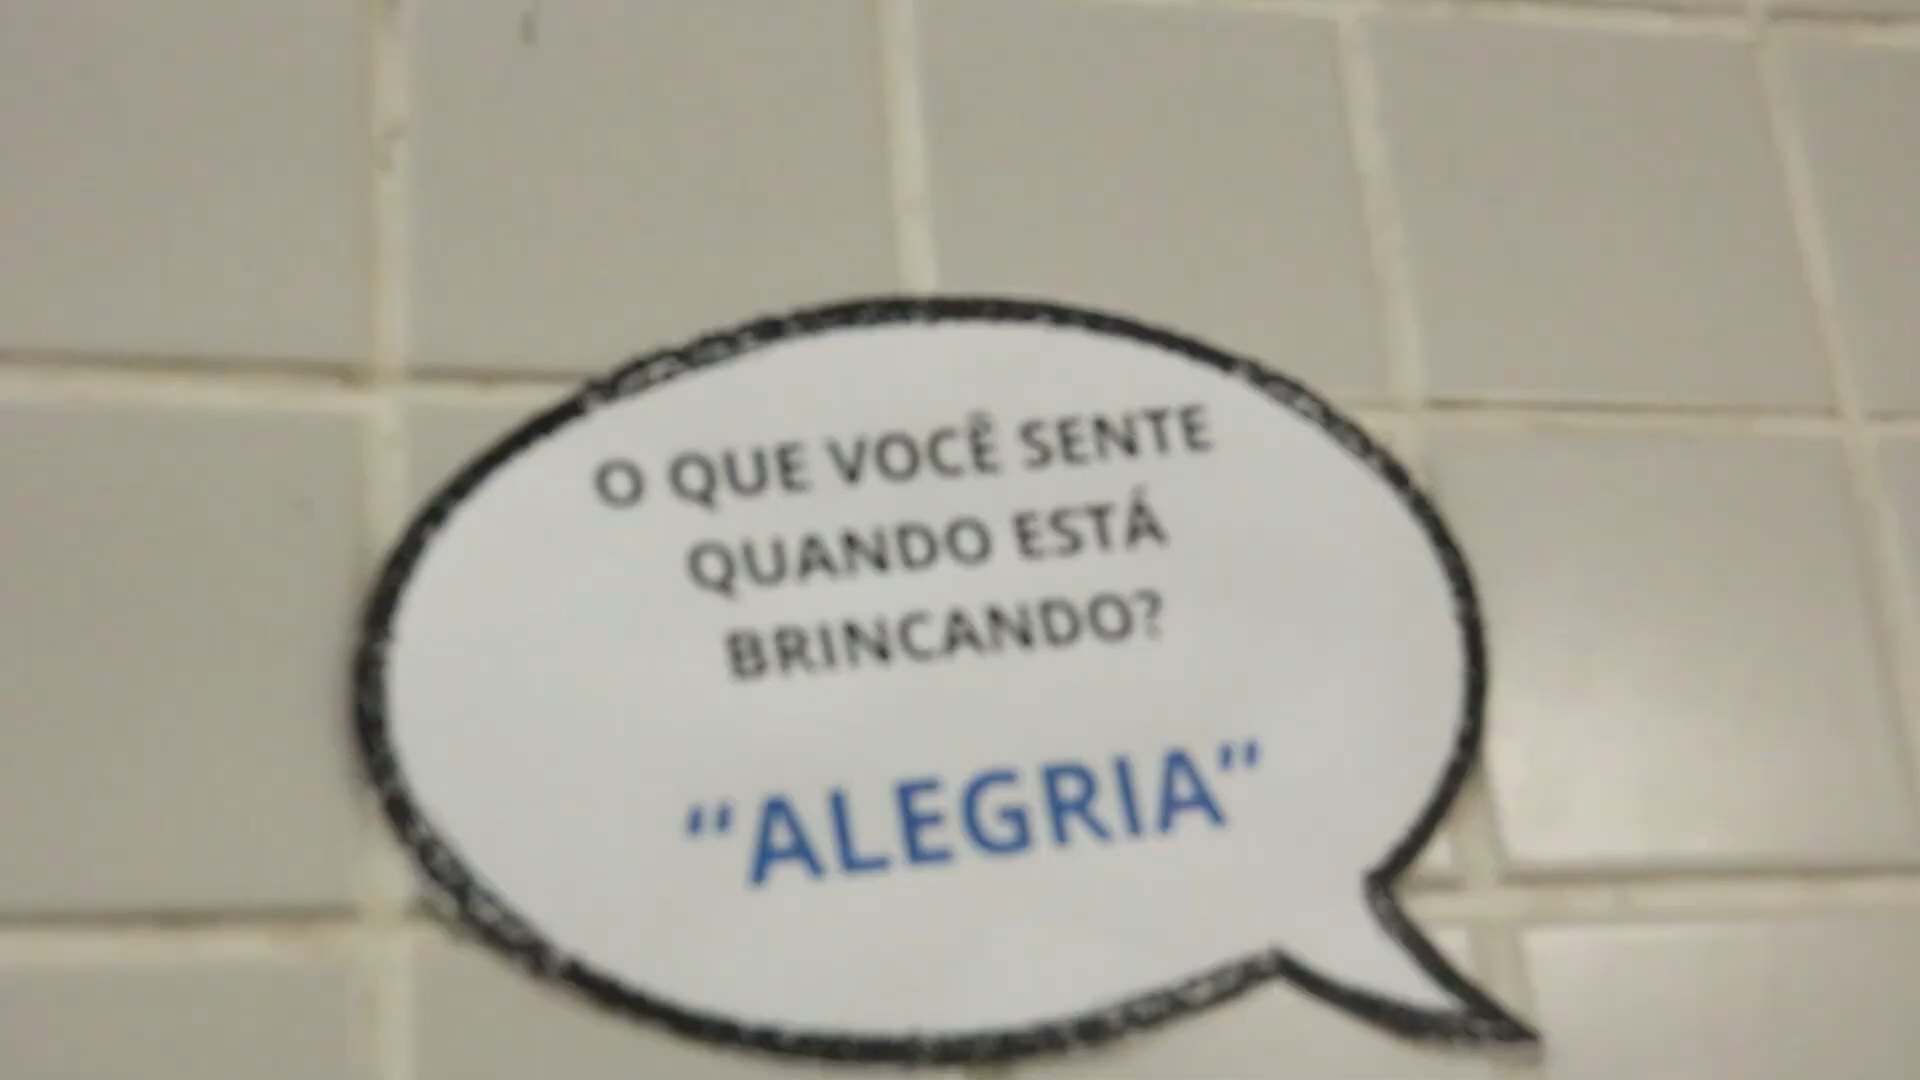 O QUE VOCÊ SENTE
QUANDO ESTÁ
BRINCANDO?
“ALEGRIA”